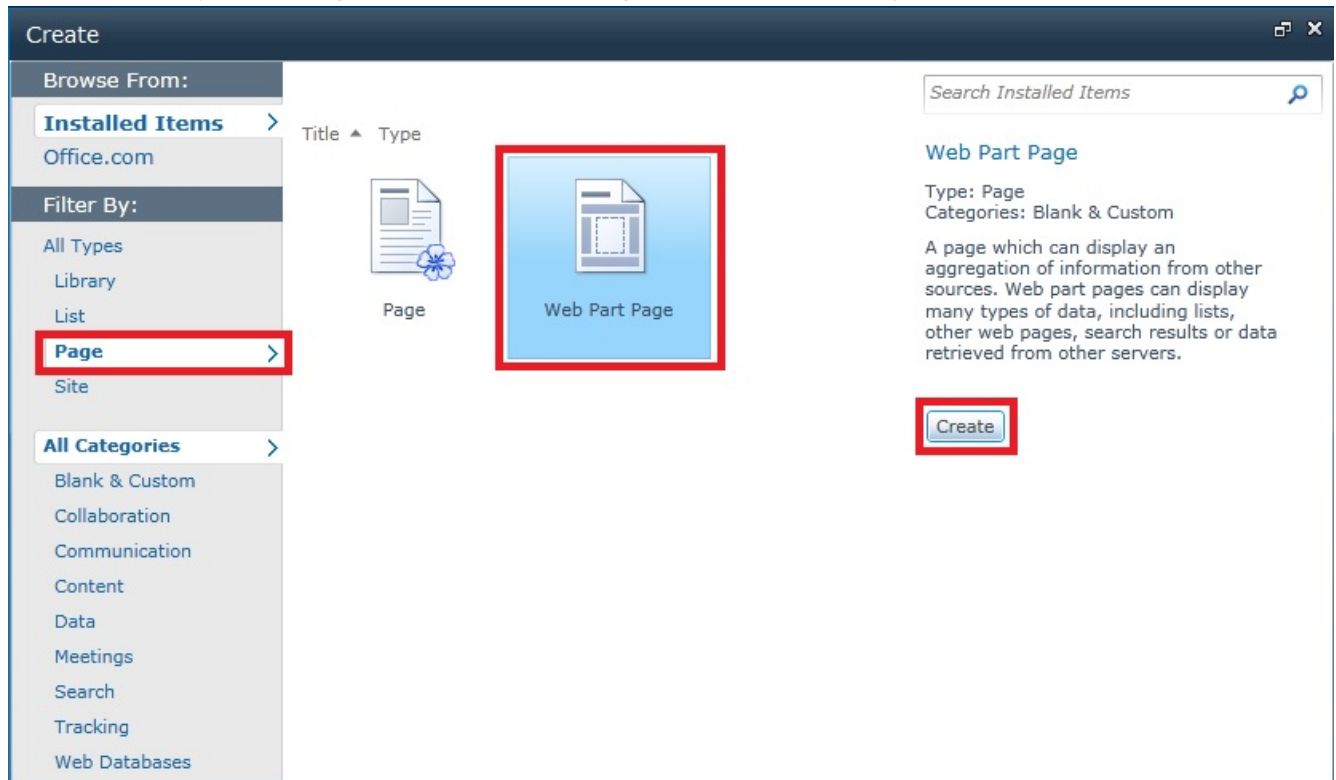 Create
Browse From:
Installed Items
Office.com
Filter By:
All Types
Library
List
Page
Site
All Categories
Blank & Custom
Collaboration
Communication
Content
Data
Meetings
Search
Tracking
Web Databases
Title Type
Page
Web Part Page
Search Installed Items
Web Part Page
Type: Page
Categories: Blank & Custom
A page which can display an
aggregation of information from other
sources. Web part pages can display
many types of data, including lists,
other web pages, search results or data
retrieved from other servers.
Create